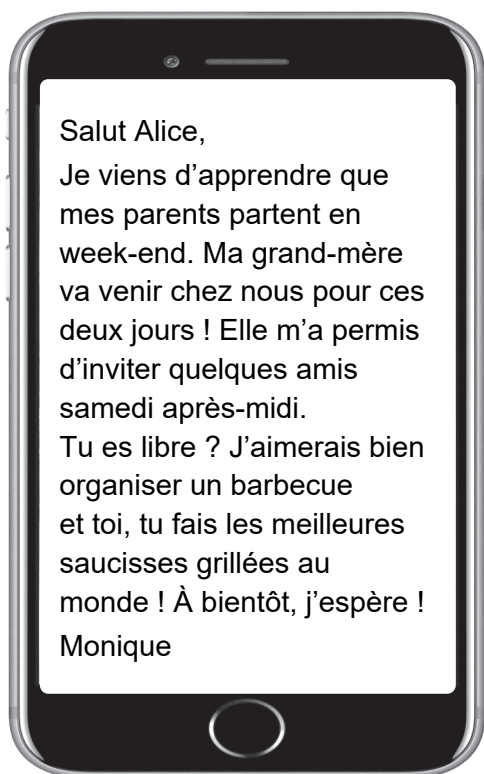 Salut Alice,
Je viens d’apprendre que
mes parents partent en
week-end. Ma grand-mère
va venir chez nous pour ces
deux jours ! Elle m’a permis
d’inviter quelques amis
samedi après-midi.
Tu es libre ? J’aimerais bien
organiser un barbecue
et toi, tu fais les meilleures
saucisses grillées au
monde ! À bientôt, j’espère !
Monique